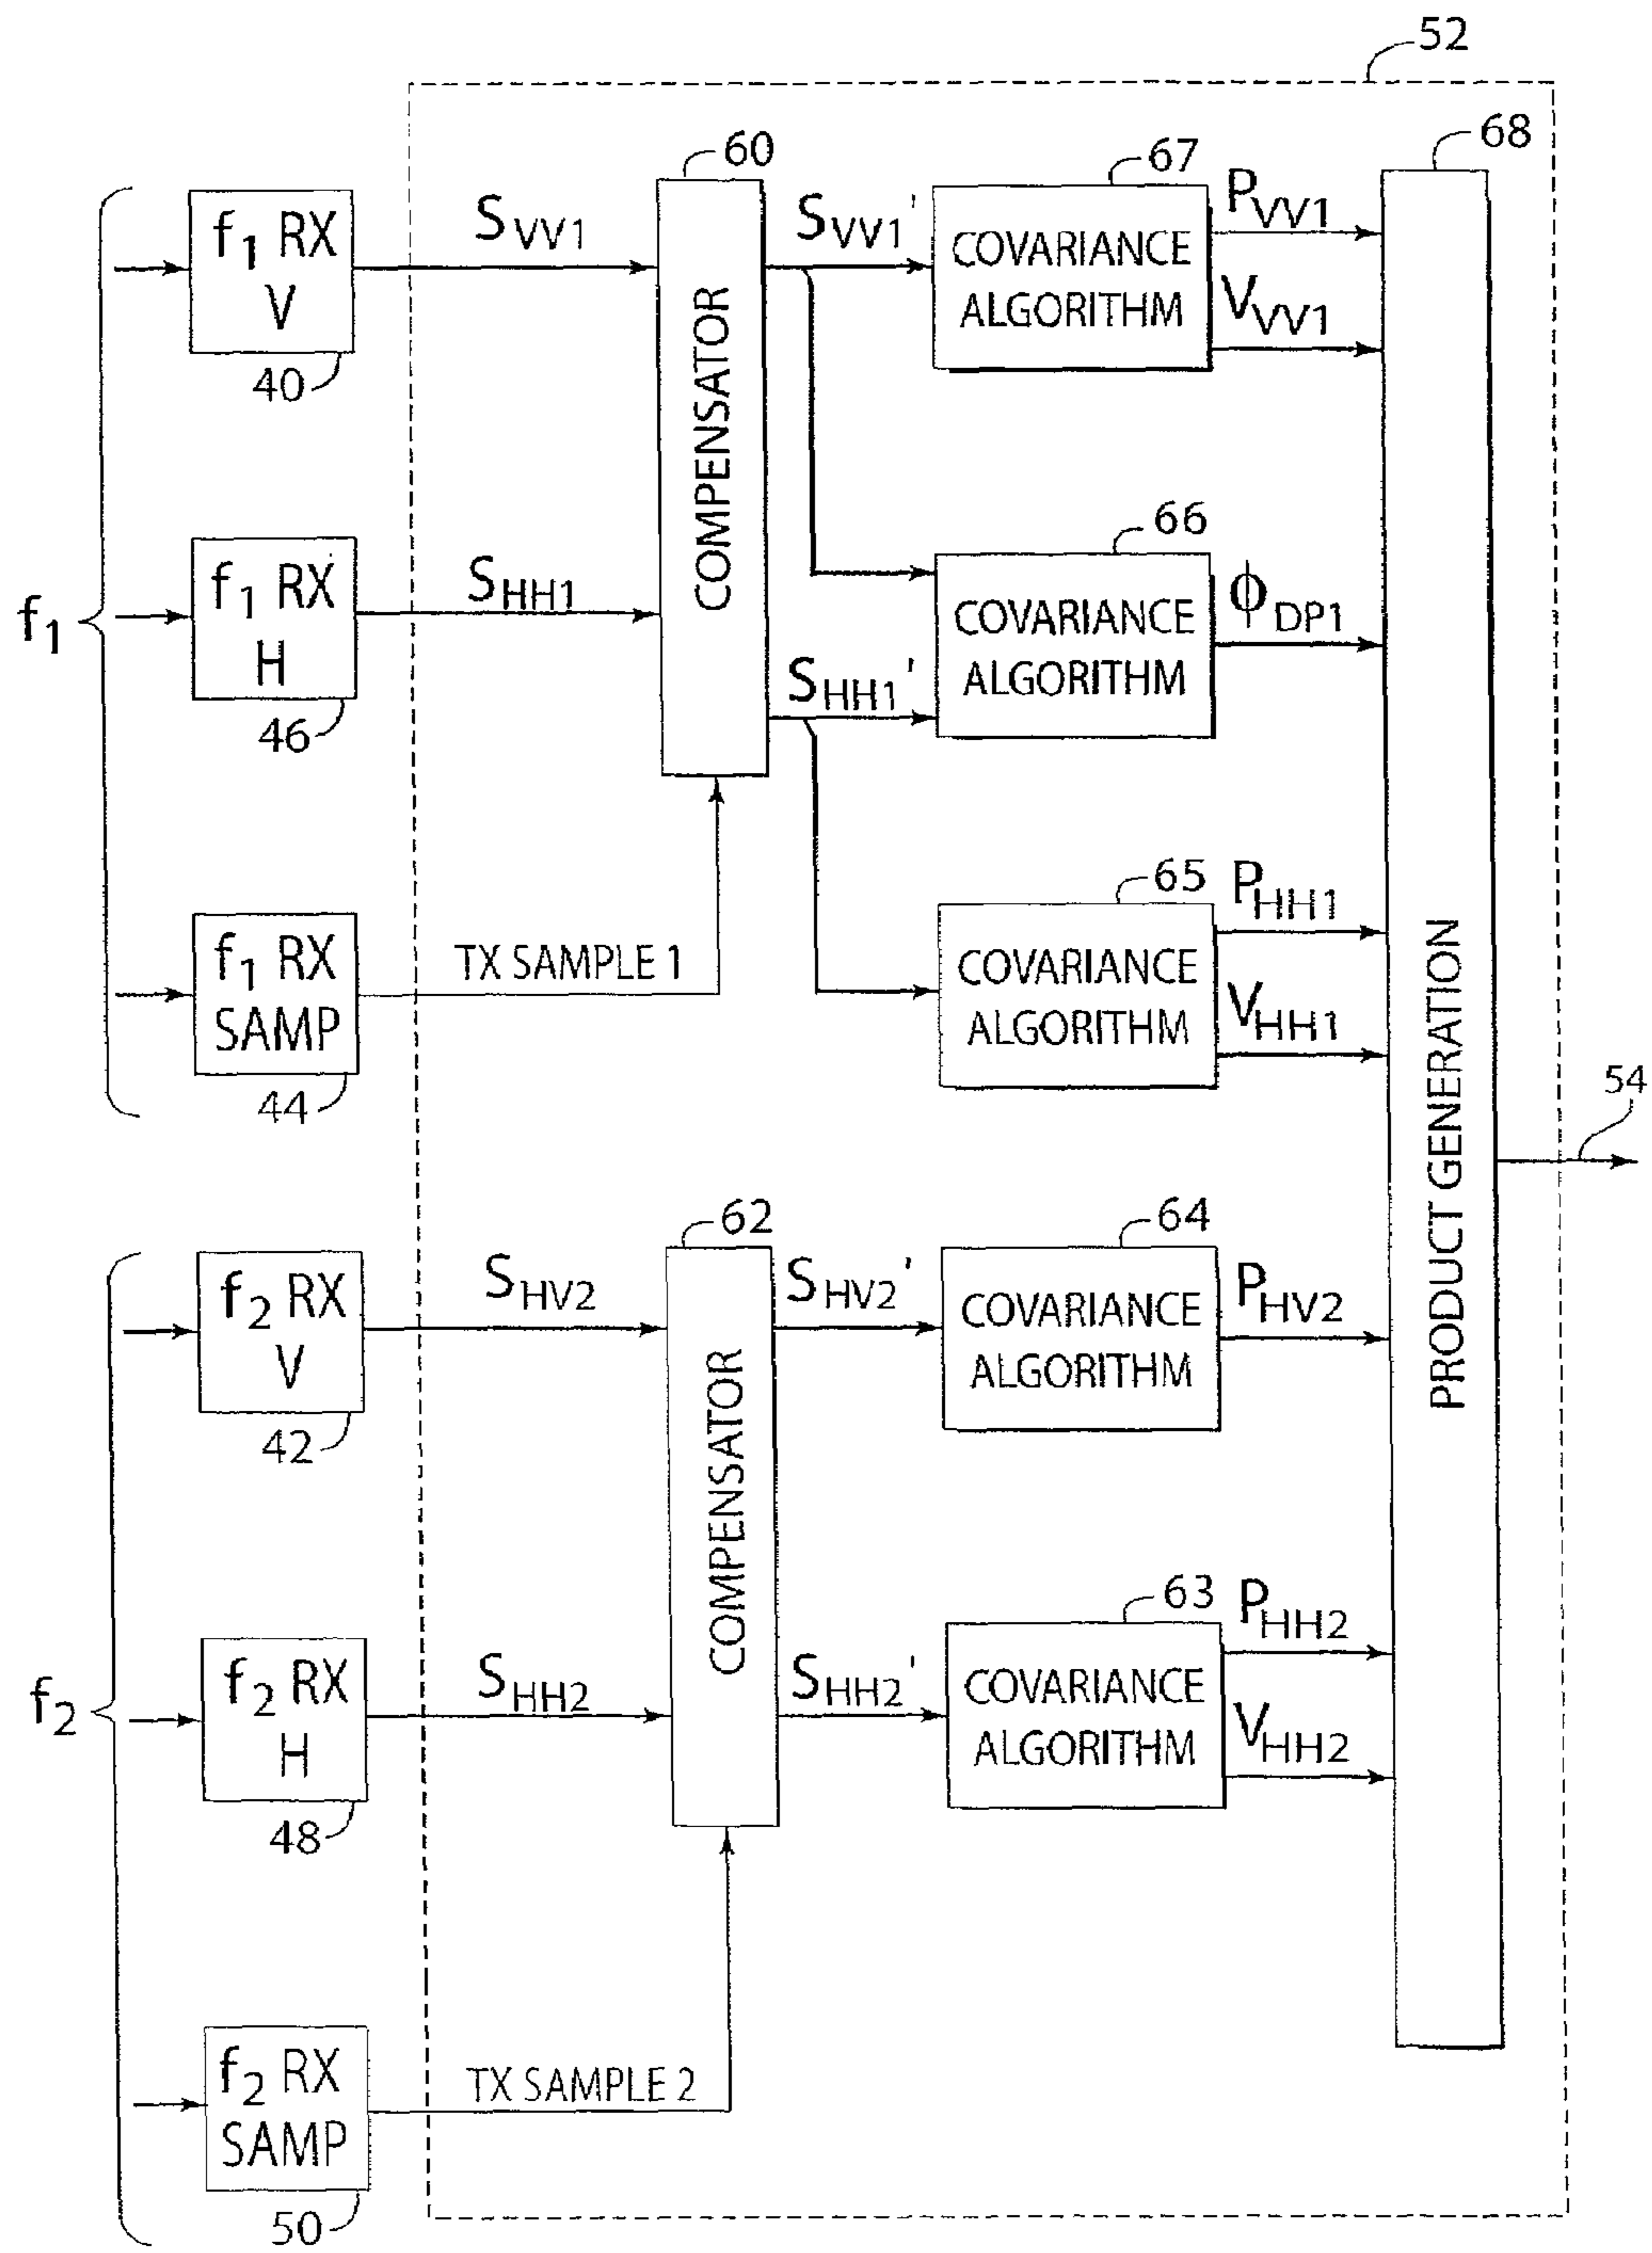 52
60
67
68
f1 RX
V
40
SVV1
COMPENSATOR
SVV1'
COVARIANCE
ALGORITHM
PVV1
VVV1
f1
f1 RX
H
46
SHH1
SHH1'
66
COVARIANCE
ALGORITHM
ϕDP1
f1 RX
SAMP
44
TX SAMPLE 1
65
COVARIANCE
ALGORITHM
PHH1
VHH1
PRODUCT GENERATION
54
f2
f2 RX
V
42
SHV2
62
COMPENSATOR
SHV2'
64
COVARIANCE
ALGORITHM
PHV2
f2 RX
H
48
SHH2
SHH2'
63
COVARIANCE
ALGORITHM
PHH2
VHH2
f2 RX
SAMP
50
TX SAMPLE 2